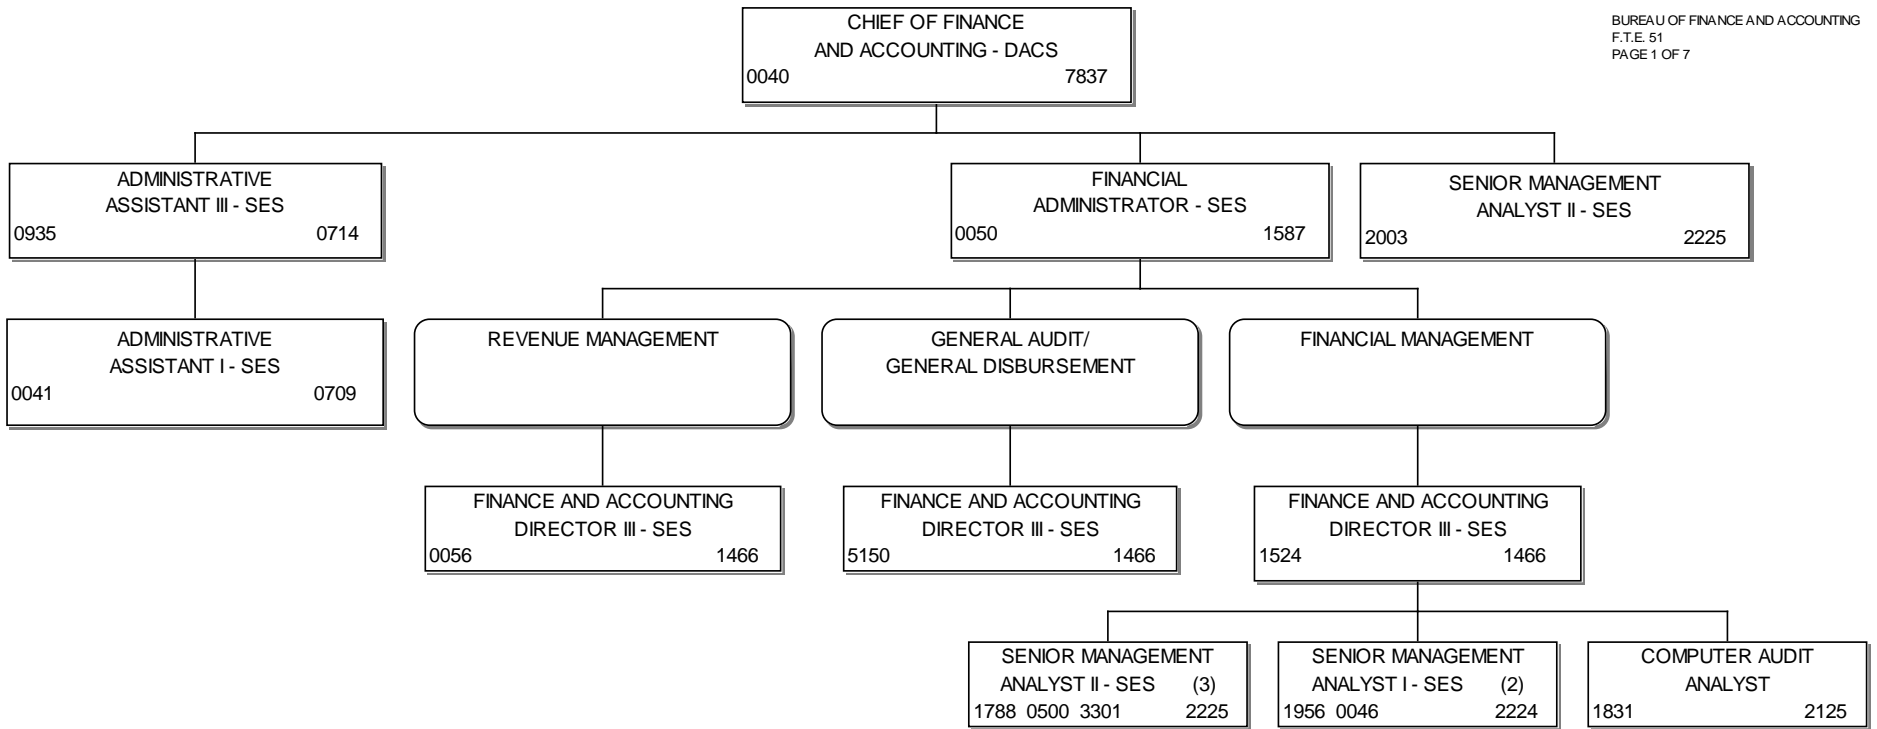 CHIEF OF FINANCE
AND ACCOUNTING - DACS
0040 7837
BUREAU OF FINANCE AND ACCOUNTING
F.T.E. 51
PAGE 1 OF 7
ADMINISTRATIVE
ASSISTANT III - SES
0935 0714
FINANCIAL
ADMINISTRATOR - SES
0050 1587
SENIOR MANAGEMENT
ANALYST II - SES
2003 2225
ADMINISTRATIVE
ASSISTANT I - SES
0041 0709
REVENUE MANAGEMENT
GENERAL AUDIT/
GENERAL DISBURSEMENT
FINANCIAL MANAGEMENT
FINANCE AND ACCOUNTING
DIRECTOR III - SES
0056 1466
FINANCE AND ACCOUNTING
DIRECTOR III - SES
5150 1466
FINANCE AND ACCOUNTING
DIRECTOR III - SES
1524 1466
SENIOR MANAGEMENT
ANALYST II - SES (3)
1788 0500 3301 2225
SENIOR MANAGEMENT
ANALYST I - SES (2)
1956 0046 2224
COMPUTER AUDIT
ANALYST
1831 2125